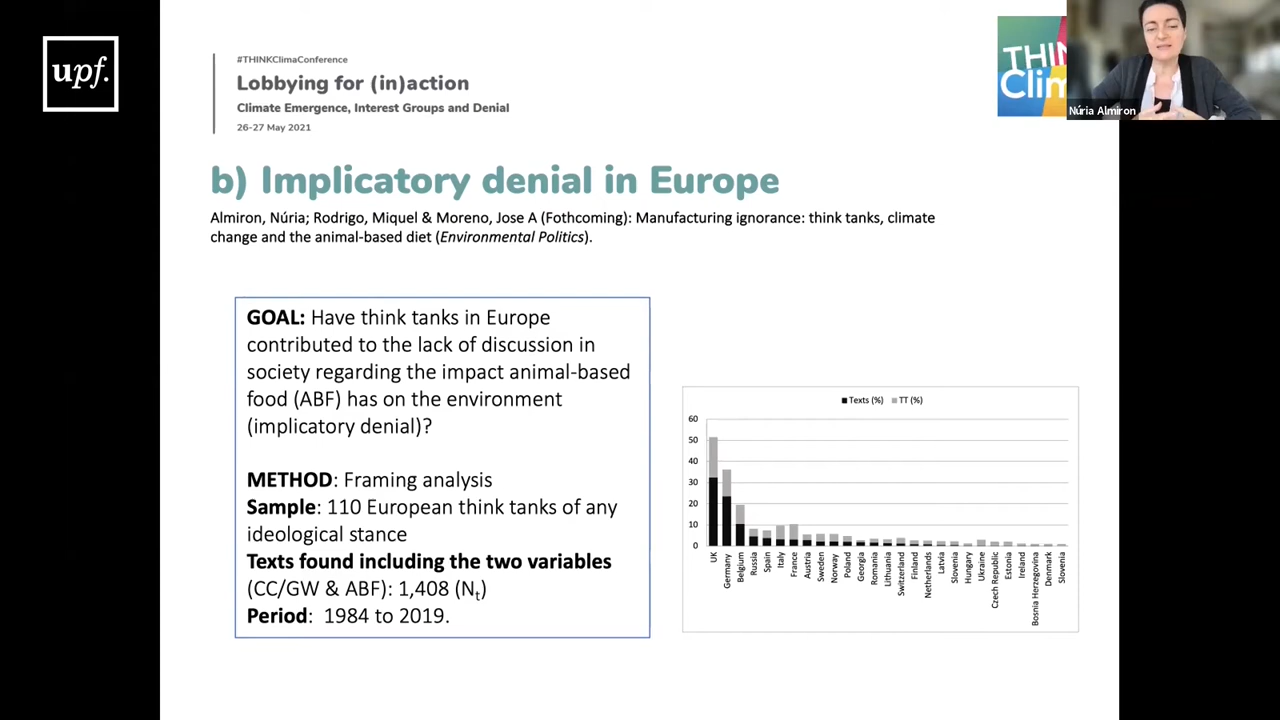 upf.
#THINKClimaConference
Lobbying for (in)action
Climate Emergence, Interest Groups and Denial
26-27 May 2021
THIN
Clim
Núria Almiron
b) Implicatory denial in Europe
Almiron, Núria; Rodrigo, Miquel & Moreno, Jose A (Fothcoming): Manufacturing ignorance: think tanks, climate
change and the animal-based diet (Environmental Politics).
GOAL: Have think tanks in Europe
contributed to the lack of discussion in
society regarding the impact animal-based
food (ABF) has on the environment
(implicatory denial)?
METHOD: Framing analysis
Sample: 110 European think tanks of any
ideological stance
Texts found including the two variables
(CC/GW & ABF): 1,408 (Nt)
Period: 1984 to 2019.
Texts (%) TT (%)
60
50
40
30
20
10
0
UK
Germany
Belgium
Russia
Spain
Italy
France
Austria
Sweden
Norway
Poland
Georgia
Romania
Lithuania
Switzerland
Finland
Netherlands
Latvia
Slovenia
Hungary
Ukraine
Czech Republic
Estonia
Ireland
Bosnia Herzegovina
Denmark
Slovenia